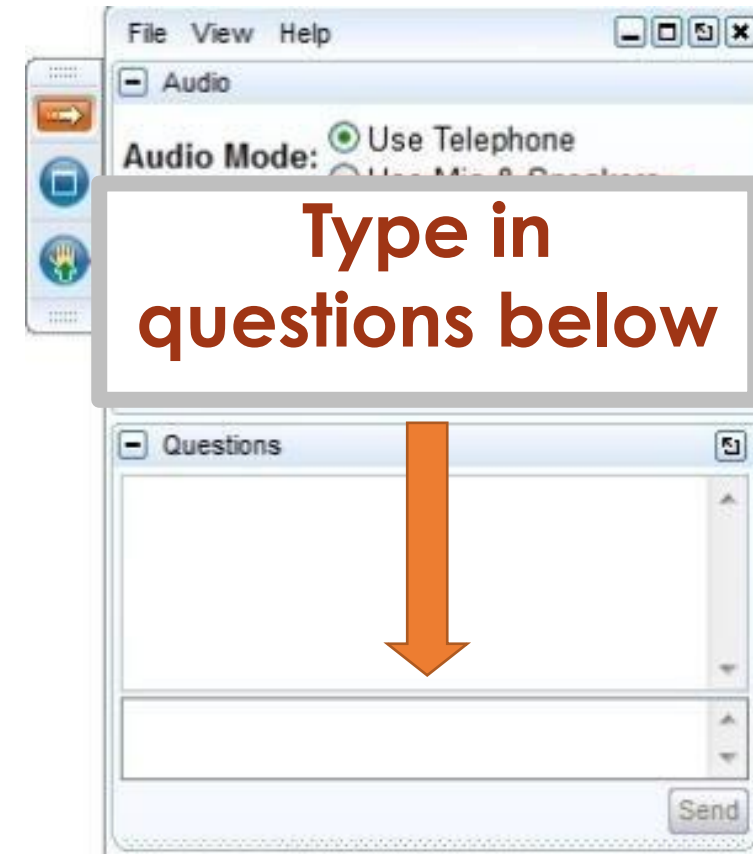 File View Help
Audio
Audio Mode: Use Telephone
Type in
questions below
Questions
Send